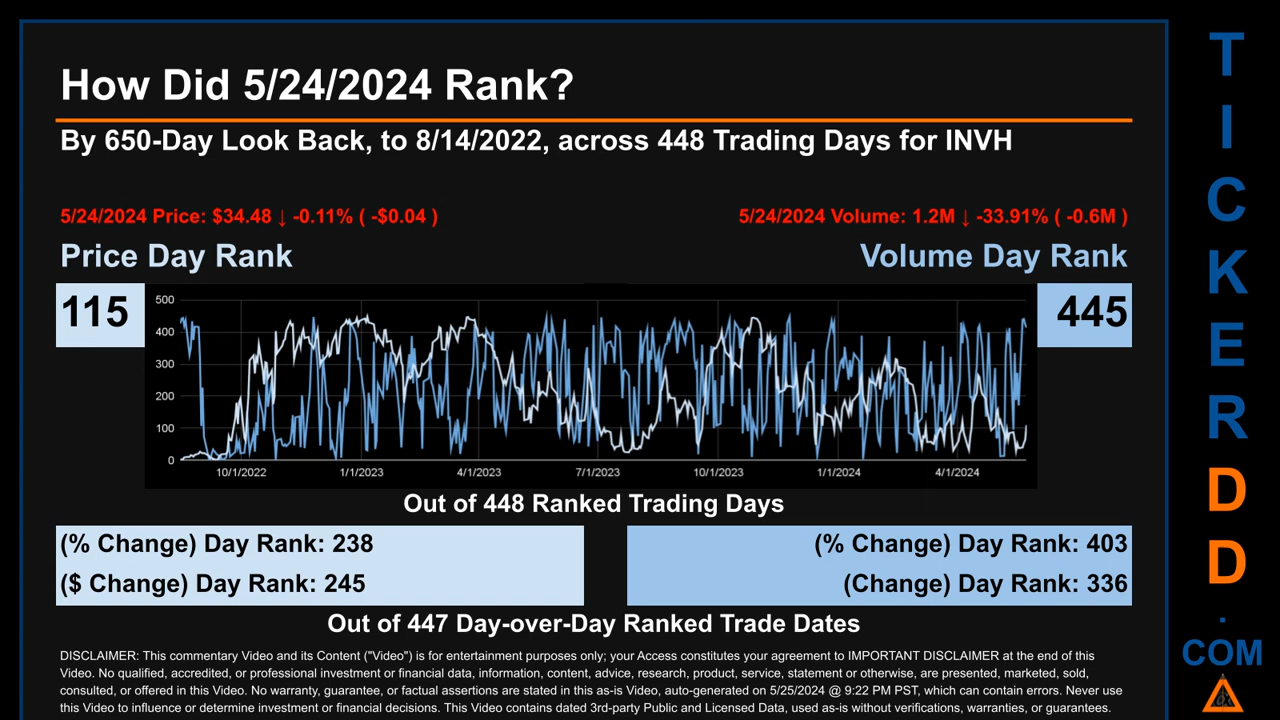 How Did 5/24/2024 Rank?
By 650-Day Look Back, to 8/14/2022, across 448 Trading Days for INVH
5/24/2024 Price: $34.48 ↓ -0.11% ( -$0.04 )
5/24/2024 Volume: 1.2M ↓ -33.91% ( -0.6M )
Price Day Rank
Volume Day Rank
115
445
500
400
300
200
100
0
10/1/2022
1/1/2023
4/1/2023
7/1/2023
10/1/2023
1/1/2024
4/1/2024
Out of 448 Ranked Trading Days
(% Change) Day Rank: 238
($ Change) Day Rank: 245
(% Change) Day Rank: 403
(Change) Day Rank: 336
Out of 447 Day-over-Day Ranked Trade Dates
DISCLAIMER: This commentary Video and its Content ("Video") is for entertainment purposes only; your Access constitutes your agreement to IMPORTANT DISCLAIMER at the end of this
Video. No qualified, accredited, or professional investment or financial data, information, content, advice, research, product, service, statement or otherwise, are presented, marketed, sold,
consulted, or offered in this Video. No warranty, guarantee, or factual assertions are stated in this as-is Video, auto-generated on 5/25/2024 @ 9:22 PM PST, which can contain errors. Never use
this Video to influence or determine investment or financial decisions. This Video contains dated 3rd-party Public and Licensed Data, used as-is without verifications, warranties, or guarantees.
T
I
C
K
E
R
D
D
.
COM